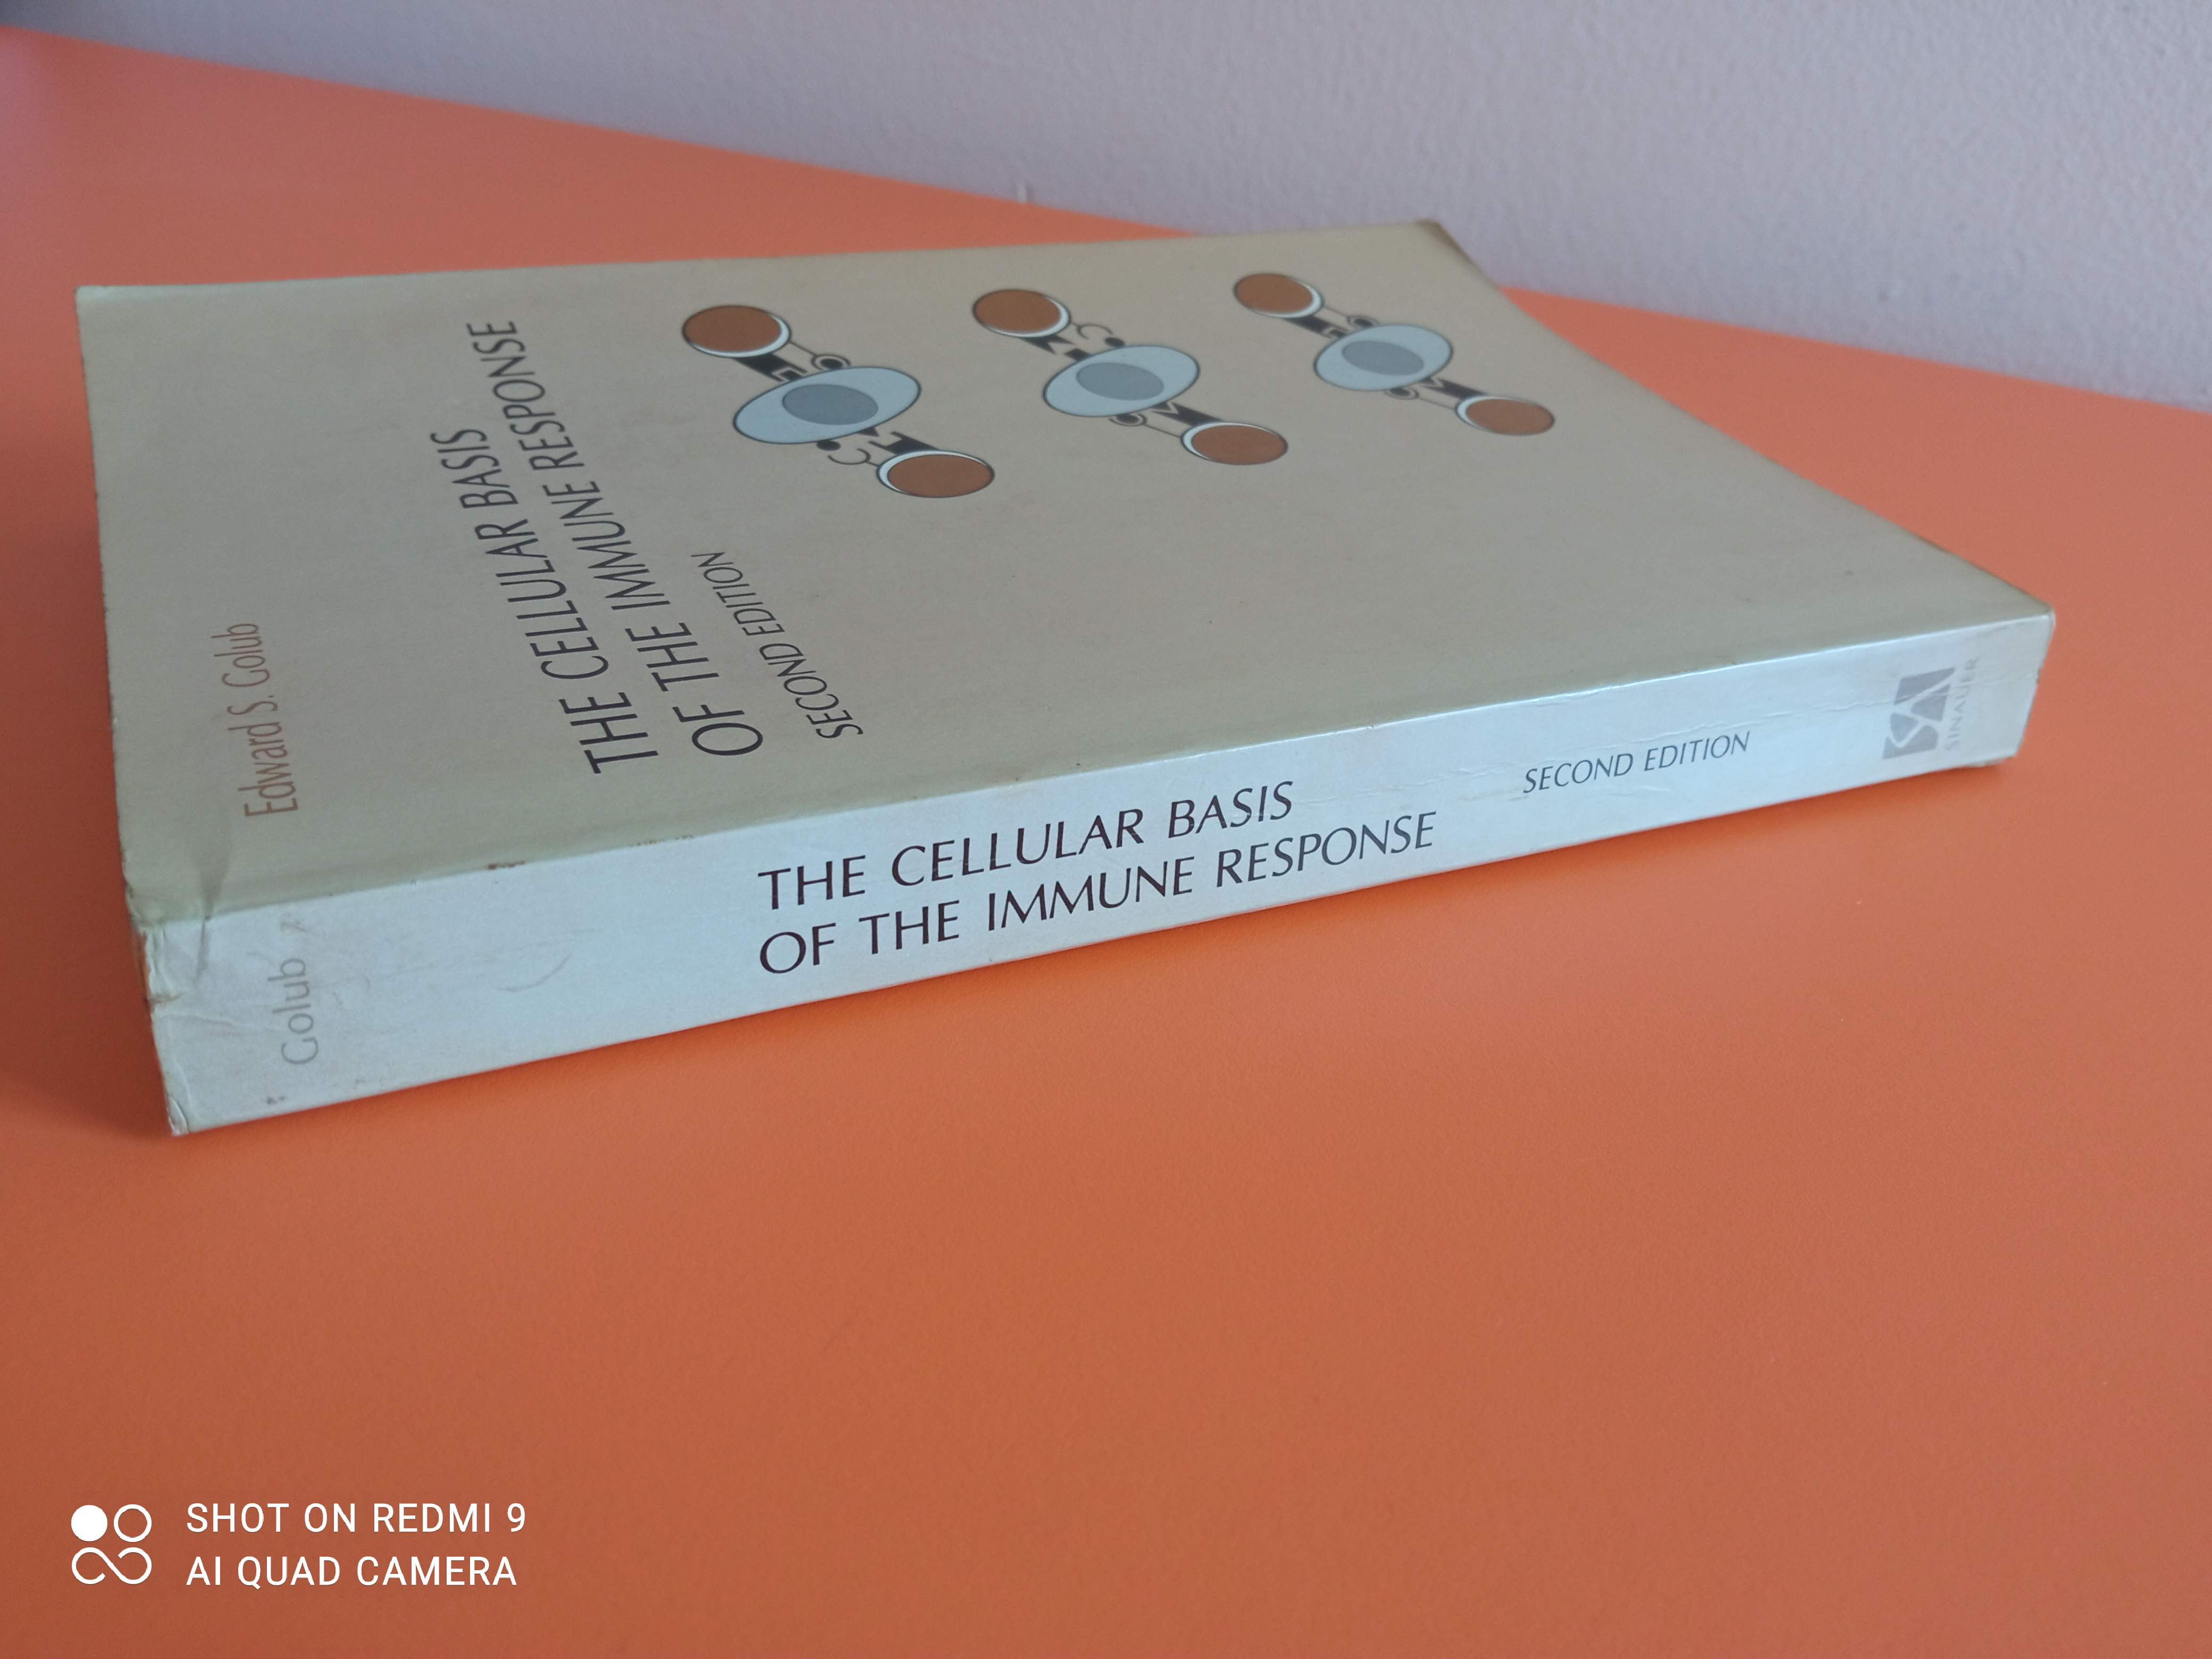 Edward S. Golub
THE CELLULAR BASIS
OF THE IMMUNE RESPONSE
SECOND EDITION
Golub
THE CELLULAR BASIS
OF THE IMMUNE RESPONSE
SECOND EDITION
SINAUER
SHOT ON REDMI 9
AI QUAD CAMERA